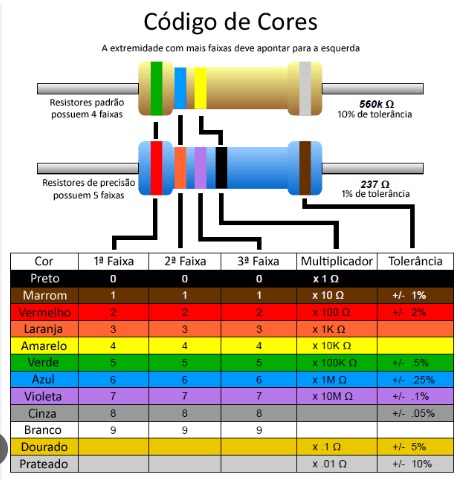 Código de Cores
A extremidade com mais faixas deve apontar para a esquerda
Resistores padrão
possuem 4 faixas
560k Ω
10% de tolerância
Resistores de precisão
possuem 5 faixas
237 Ω
1% de tolerância
Cor 1ª Faixa 2ª Faixa 3ª Faixa Multiplicador Tolerância
Preto 0 0 0 x 1 Ω
Marrom 1 1 1 x 10 Ω +/- 1%
Vermelho 2 2 2 x 100 Ω +/- 2%
Laranja 3 3 3 x 1K Ω
Amarelo 4 4 4 x 10K Ω
Verde 5 5 5 x 100K Ω +/- .5%
Azul 6 6 6 x 1M Ω +/- .25%
Violeta 7 7 7 x 10M Ω +/- .1%
Cinza 8 8 8 +/- .05%
Branco 9 9 9
Dourado x .1 Ω +/- 5%
Prateado x .01 Ω +/- 10%